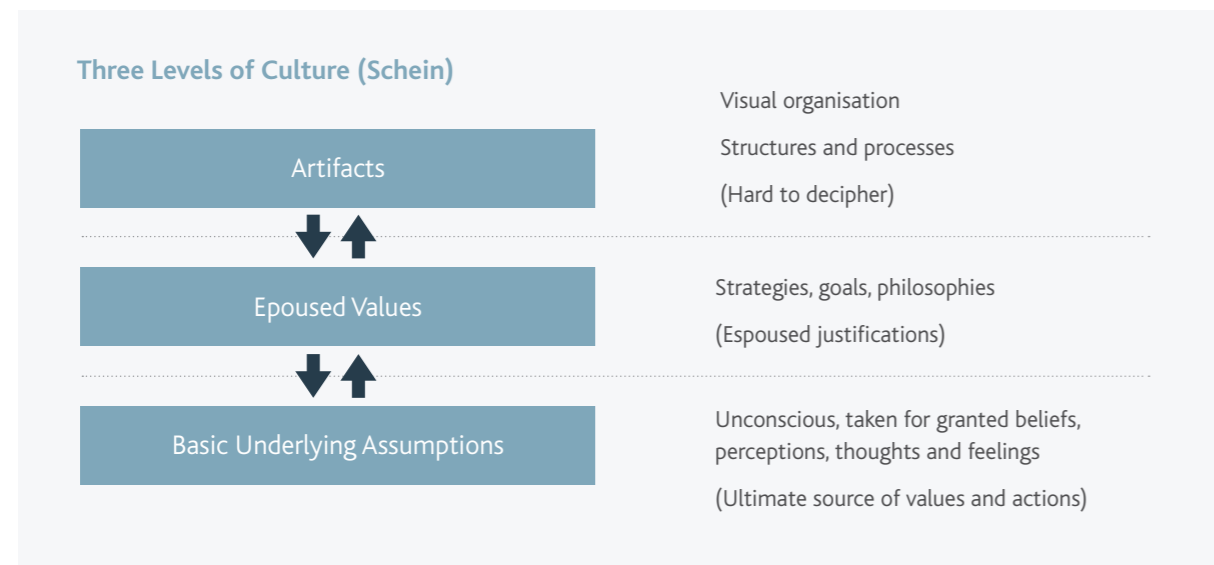 Three Levels of Culture (Schein)
Artifacts
Visual organisation
Structures and processes
(Hard to decipher)
Epoused Values
Strategies, goals, philosophies
(Espoused justifications)
Basic Underlying Assumptions
Unconscious, taken for granted beliefs,
perceptions, thoughts and feelings
(Ultimate source of values and actions)